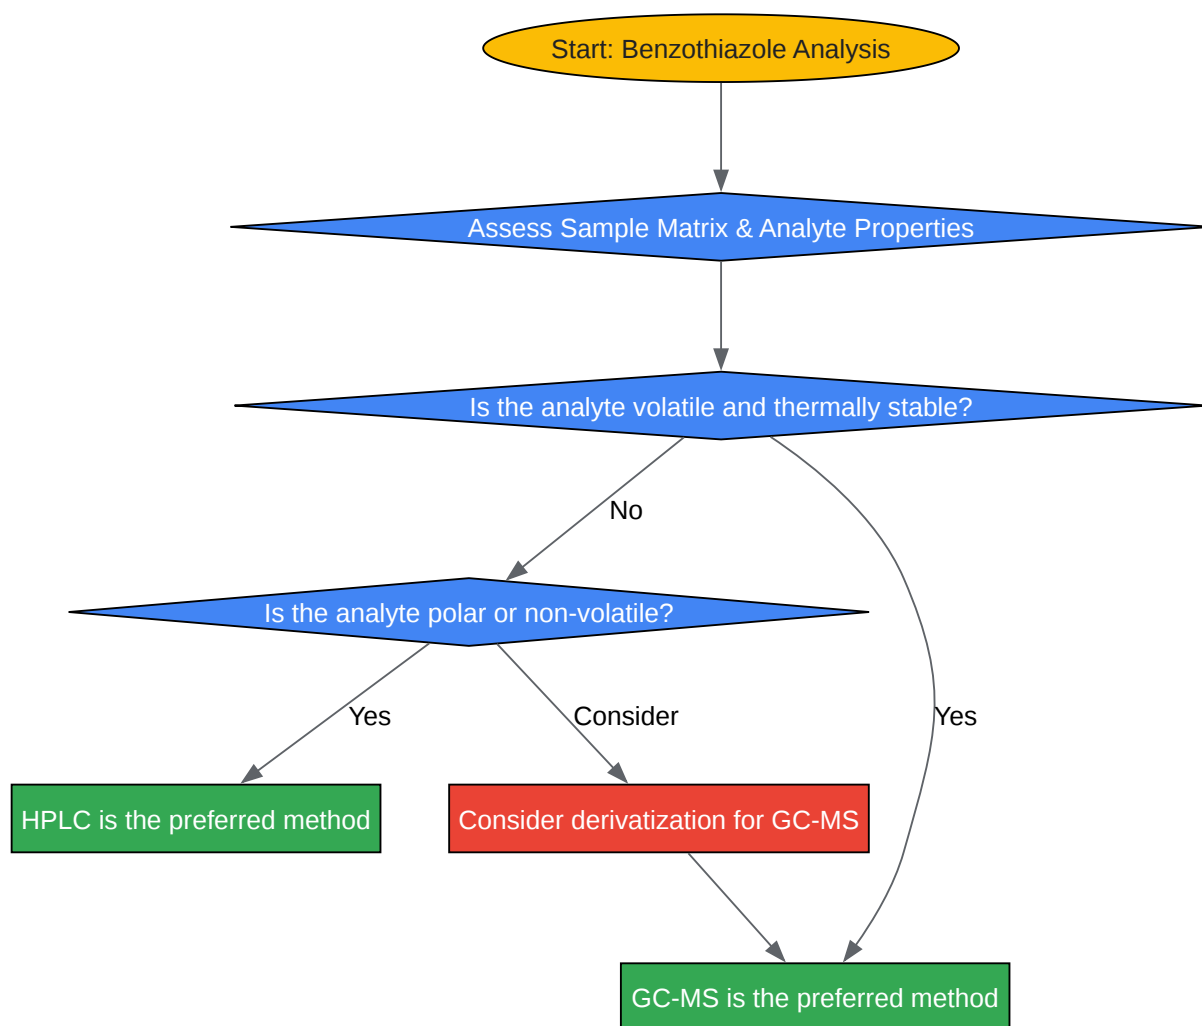 Start: Benzothiazole Analysis
Assess Sample Matrix & Analyte Properties
Is the analyte volatile and thermally stable?
No
Is the analyte polar or non-volatile?
Yes
Consider
Yes
HPLC is the preferred method
Consider derivatization for GC-MS
GC-MS is the preferred method